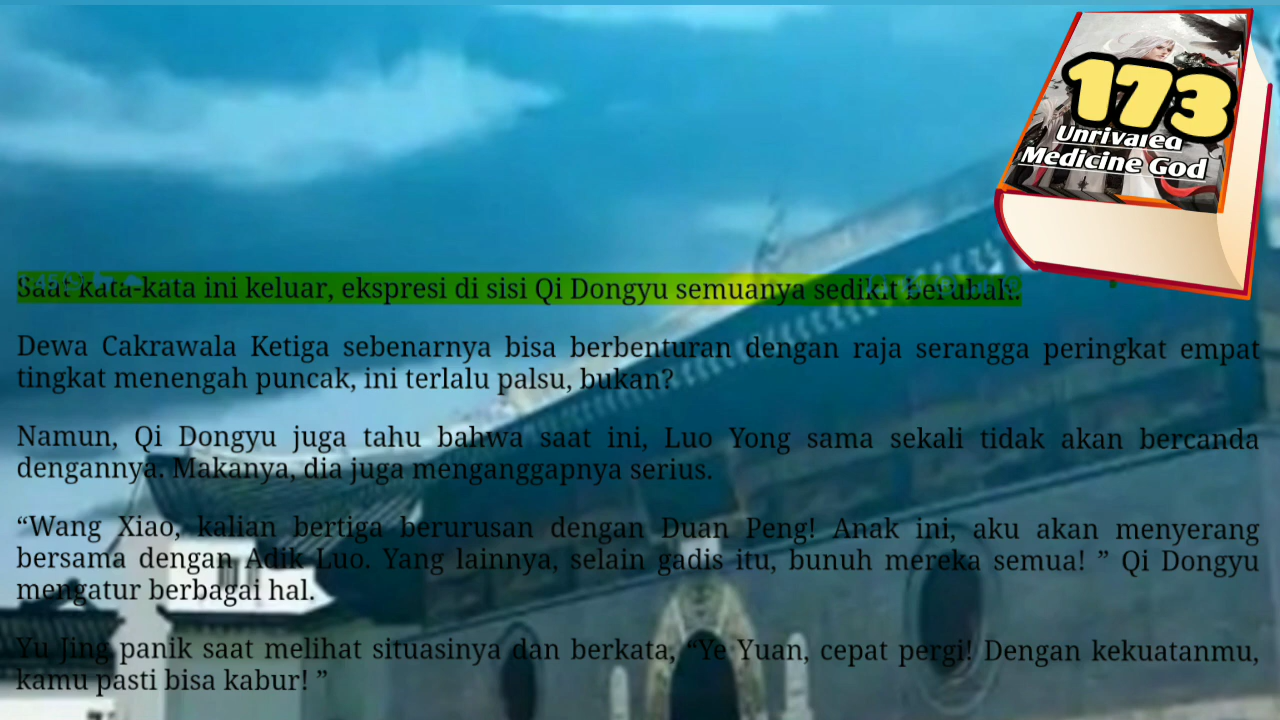 173
Unrivaled
Medicine God
Saat kata-kata ini keluar, ekspresi di sisi Qi Dongyu semuanya sedikit berubah.
Dewa Cakrawala Ketiga sebenarnya bisa berbenturan dengan raja serangga peringkat empat
tingkat menengah puncak, ini terlalu palsu, bukan?
Namun, Qi Dongyu juga tahu bahwa saat ini, Luo Yong sama sekali tidak akan bercanda
dengannya. Makanya, dia juga menganggapnya serius.
“Wang Xiao, kalian bertiga berurusan dengan Duan Peng! Anak ini, aku akan menyerang
bersama dengan Adik Luo. Yang lainnya, selain gadis itu, bunuh mereka semua! ” Qi Dongyu
mengatur berbagai hal.
Yu Jing panik saat melihat situasinya dan berkata, “Ye Yuan, cepat pergi! Dengan kekuatanmu,
kamu pasti bisa kabur! ”